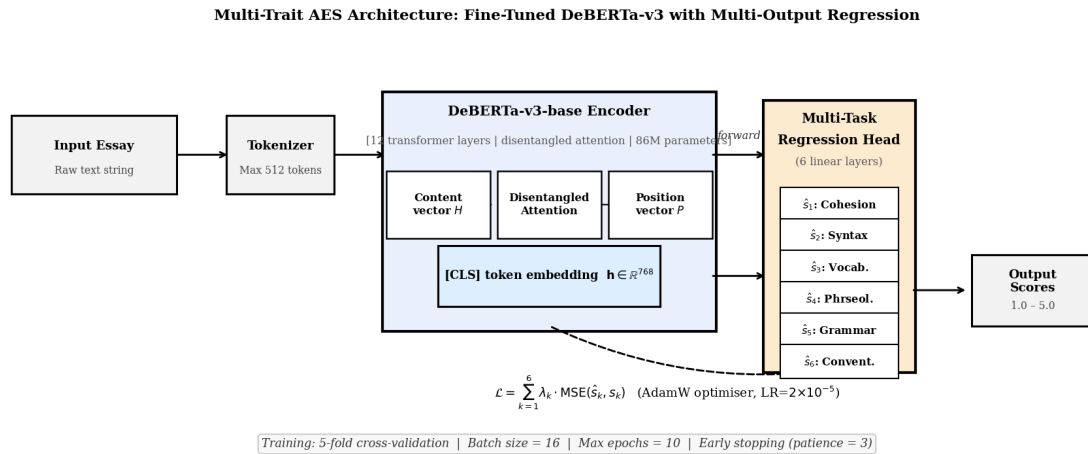 Multi-Trait AES Architecture: Fine-Tuned DeBERTa-v3 with Multi-Output Regression
Input Essay
Raw text string
Tokenizer
Max 512 tokens
DeBERTa-v3-base Encoder
[12 transformer layers | disentangled attention | 86M parameters]
Content
vector H
Disentangled
Attention
Position
vector P
[CLS] token embedding h ∈ ℝ⁷⁶⁸
forward
Multi-Task
Regression Head
(6 linear layers)
ŝ₁: Cohesion
ŝ₂: Syntax
ŝ₃: Vocab.
ŝ₄: Phrseol.
ŝ₅: Grammar
ŝ₆: Convent.
Output
Scores
1.0 – 5.0
ℒ = ∑_{k=1}^{6} λₖ · MSE(ŝₖ, sₖ) (AdamW optimiser, LR=2×10⁻⁵)
Training: 5-fold cross-validation | Batch size = 16 | Max epochs = 10 | Early stopping (patience = 3)